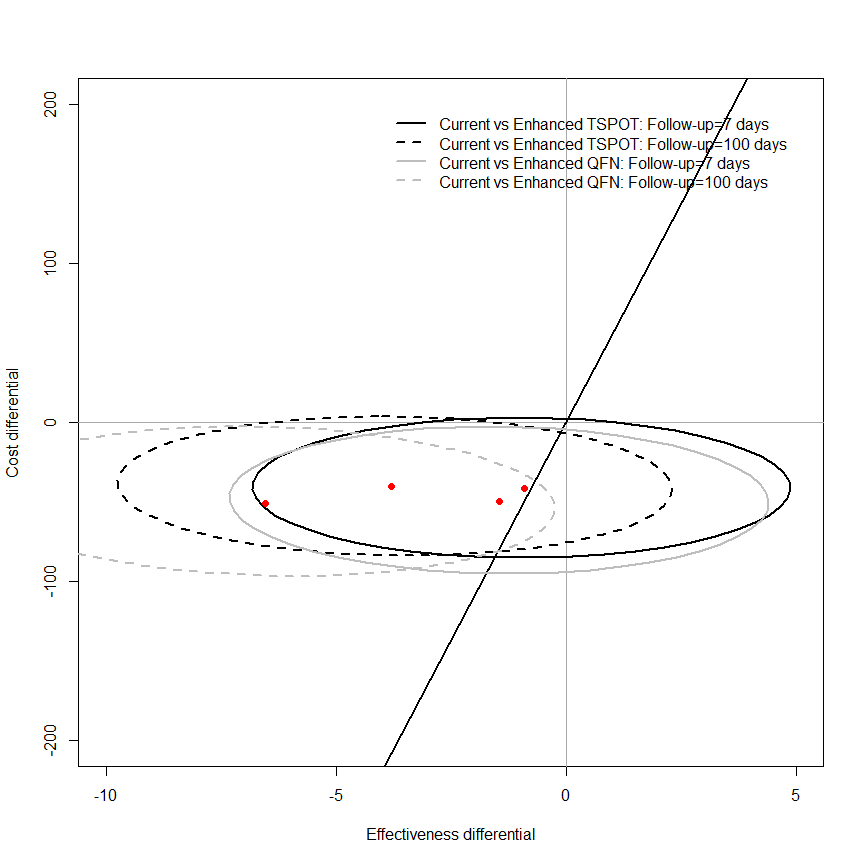 200
Current vs Enhanced TSPOT: Follow-up=7 days
Current vs Enhanced TSPOT: Follow-up=100 days
Current vs Enhanced QFN: Follow-up=7 days
Current vs Enhanced QFN: Follow-up=100 days
100
Cost differential
0
-100
-200
-10
-5
0
5
Effectiveness differential